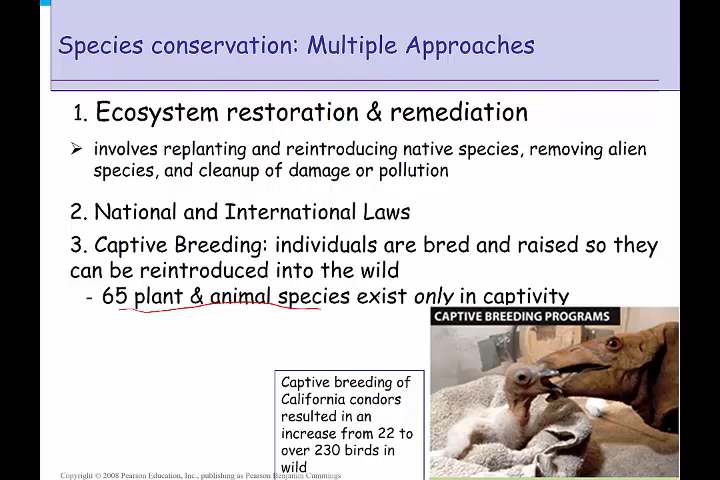 Species conservation: Multiple Approaches
1. Ecosystem restoration & remediation
➢ involves replanting and reintroducing native species, removing alien
species, and cleanup of damage or pollution
2. National and International Laws
3. Captive Breeding: individuals are bred and raised so they
can be reintroduced into the wild
- 65 plant & animal species exist only in captivity
CAPTIVE BREEDING PROGRAMS
Captive breeding of
California condors
resulted in an
increase from 22 to
over 230 birds in
wild
Copyright © 2008 Pearson Education, Inc., publishing as Pearson Benjamin Cummings